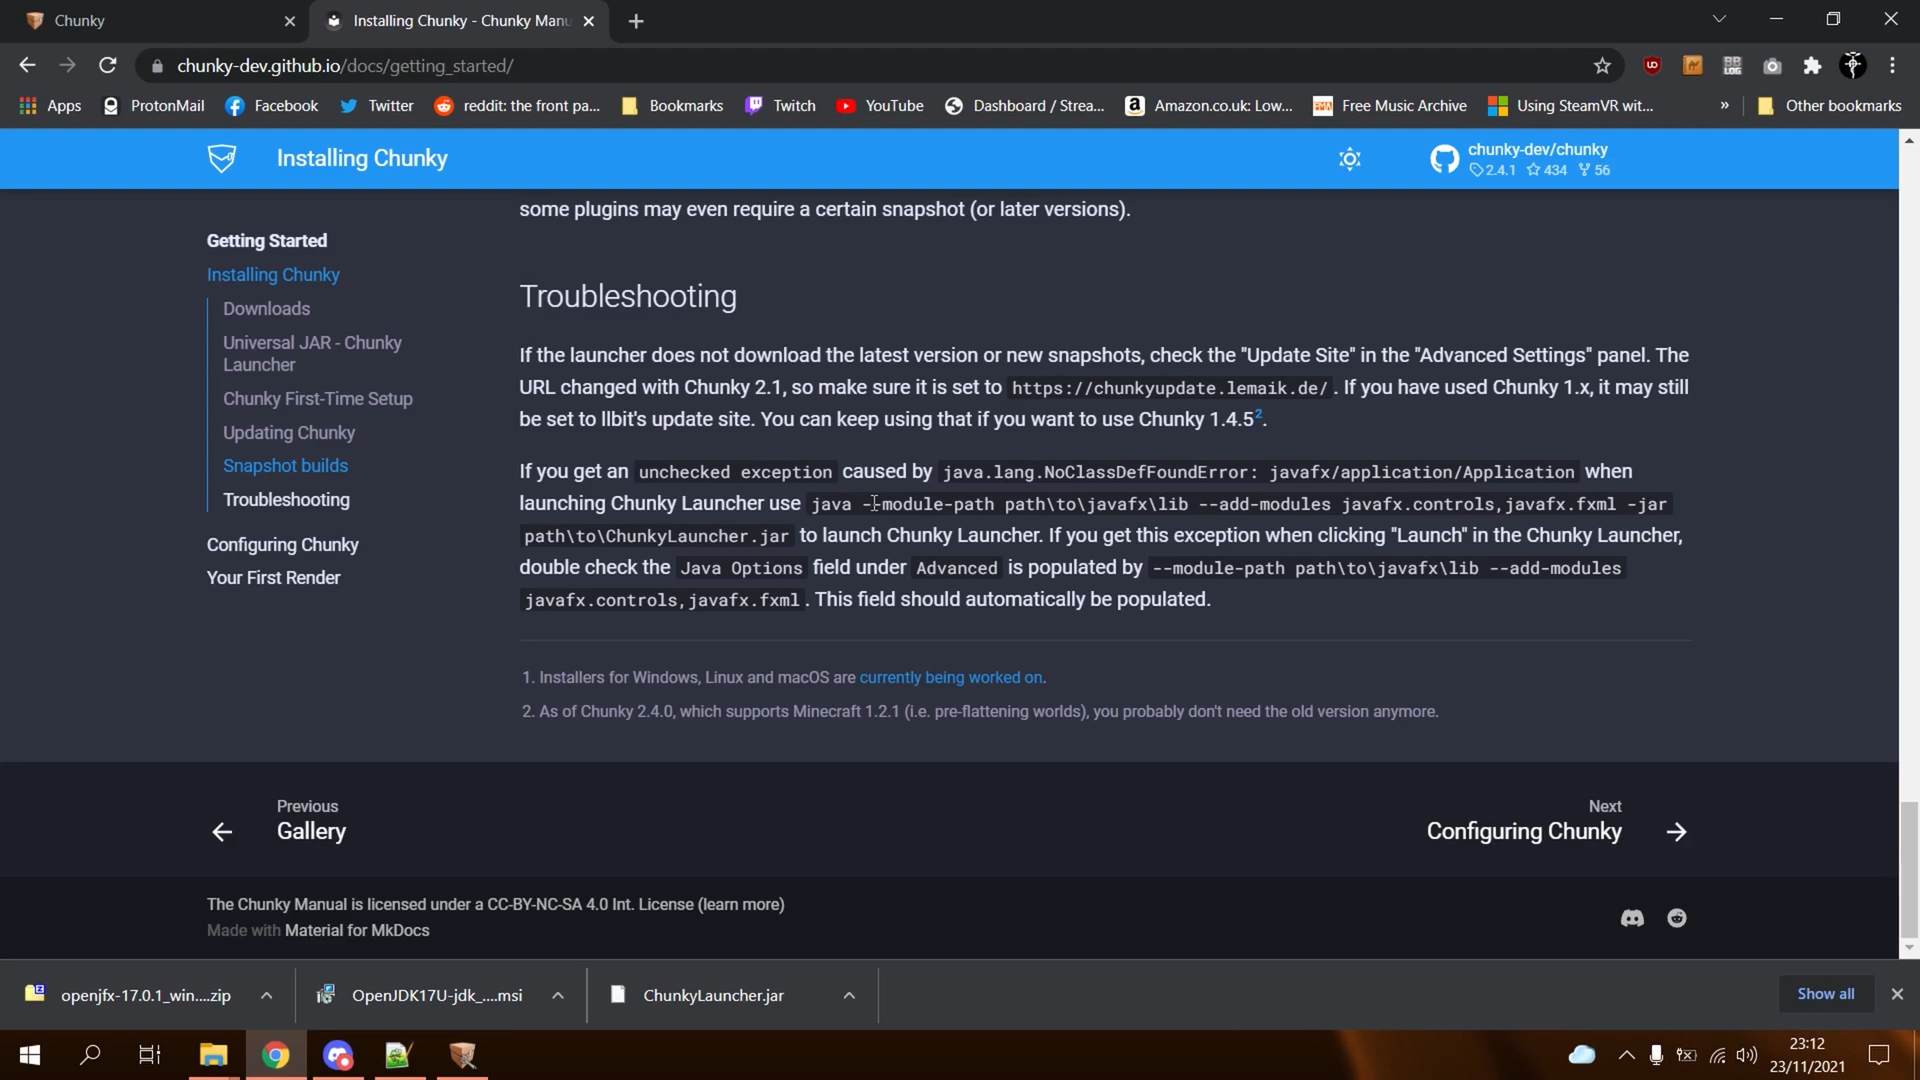 Chunky
Installing Chunky - Chunky Manu
chunky-dev.github.io/docs/getting_started/
Apps
ProtonMail
Facebook
Twitter
reddit: the front pa...
Bookmarks
Twitch
YouTube
Dashboard / Strea...
Amazon.co.uk: Low...
Free Music Archive
Using SteamVR wit...
»
Other bookmarks
Installing Chunky
chunky-dev/chunky
2.4.1 434 56
Getting Started
Installing Chunky
Downloads
Universal JAR - Chunky
Launcher
Chunky First-Time Setup
Updating Chunky
Snapshot builds
Troubleshooting
Configuring Chunky
Your First Render
some plugins may even require a certain snapshot (or later versions).
Troubleshooting
If the launcher does not download the latest version or new snapshots, check the "Update Site" in the "Advanced Settings" panel. The
URL changed with Chunky 2.1, so make sure it is set to https://chunkyupdate.lemaik.de/. If you have used Chunky 1.x, it may still
be set to llbit's update site. You can keep using that if you want to use Chunky 1.4.5².
If you get an unchecked exception caused by java.lang.NoClassDefFoundError: javafx/application/Application when
launching Chunky Launcher use java --module-path path\to\javafx\lib --add-modules javafx.controls,javafx.fxml -jar
path\to\ChunkyLauncher.jar to launch Chunky Launcher. If you get this exception when clicking "Launch" in the Chunky Launcher,
double check the Java Options field under Advanced is populated by --module-path path\to\javafx\lib --add-modules
javafx.controls,javafx.fxml. This field should automatically be populated.
1. Installers for Windows, Linux and macOS are currently being worked on.
2. As of Chunky 2.4.0, which supports Minecraft 1.2.1 (i.e. pre-flattening worlds), you probably don't need the old version anymore.
Previous
Gallery
Next
Configuring Chunky
The Chunky Manual is licensed under a CC-BY-NC-SA 4.0 Int. License (learn more)
Made with Material for MkDocs
openjfx-17.0.1_win....zip
OpenJDK17U-jdk_....msi
ChunkyLauncher.jar
Show all
23:12
23/11/2021